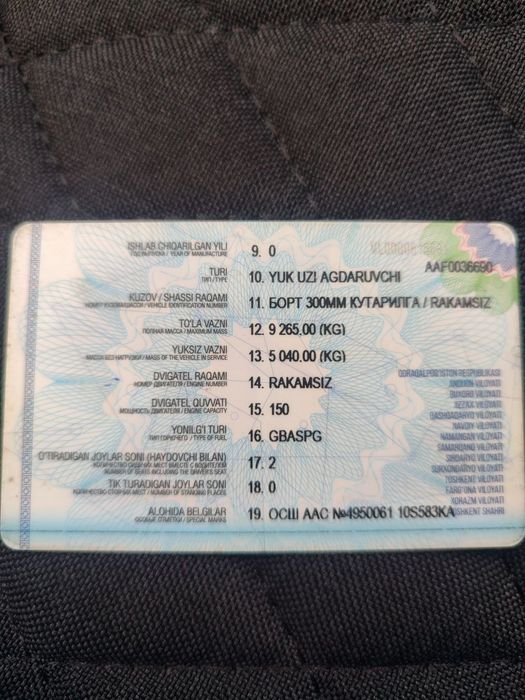 ISHLAB CHIQARILGAN YILI 9. 0
ГОД ВЫПУСКА / YEAR OF MANUFACTURE
AAF0036690
TURI 10. YUK UZI AGDARUVCHI
ТИП / TYPE
KUZOV / SHASSI RAQAMI 11. БОРТ 300ММ КУТАРИЛГА / RAKAMSIZ
НОМЕР КУЗОВА/ШАССИ / VEHICLE IDENTIFICATION NUMBER
TO'LA VAZNI 12. 9 265.00 (KG)
ПОЛНАЯ МАССА / MAXIMUM MASS
YUKSIZ VAZNI 13. 5 040.00 (KG)
МАССА БЕЗ НАГРУЗКИ / MASS OF THE VEHICLE IN SERVICE
DVIGATEL RAQAMI 14. RAKAMSIZ
НОМЕР ДВИГАТЕЛЯ / ENGINE NUMBER
DVIGATEL QUVVATI 15. 150
МОЩНОСТЬ ДВИГАТЕЛЯ / ENGINE CAPACITY
YONILG'I TURI 16. GBASPG
ТИП ГОРЮЧЕГО / TYPE OF FUEL
O'TIRADIGAN JOYLAR SONI (HAYDOVCHI BILAN) 17. 2
КОЛИЧЕСТВО СИДЯЧИХ МЕСТ ВМЕСТЕ С ВОДИТЕЛЕМ
NUMBER OF SEATS INCLUDING THE DRIVER'S SEAT
TIK TURADIGAN JOYLAR SONI 18. 0
КОЛИЧЕСТВО СТОЯЧИХ МЕСТ / NUMBER OF STANDING PLACES
ALOHIDA BELGILAR 19. ОСШ ААС №4950061 10S583KA
ОСОБЫЕ ОТМЕТКИ / SPECIAL MARKS
QORAQALPOG'ISTON RESPUBLIKASI
ANDIJON VILOYATI
BUXORO VILOYATI
JIZZAX VILOYATI
QASHQADARYO VILOYATI
NAVOIY VILOYATI
NAMANGAN VILOYATI
SAMARQAND VILOYATI
SIRDARYO VILOYATI
SURXONDARYO VILOYATI
TOSHKENT VILOYATI
FARG'ONA VILOYATI
XORAZM VILOYATI
TOSHKENT SHAHRI